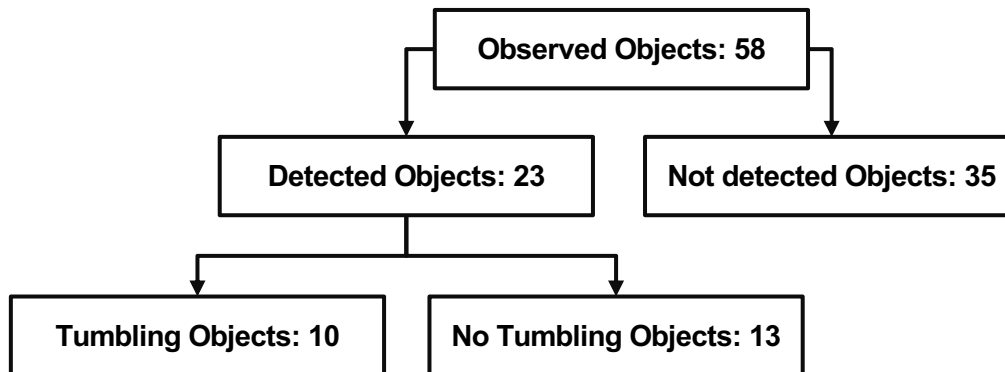 Observed Objects: 58
Detected Objects: 23
Not detected Objects: 35
Tumbling Objects: 10
No Tumbling Objects: 13